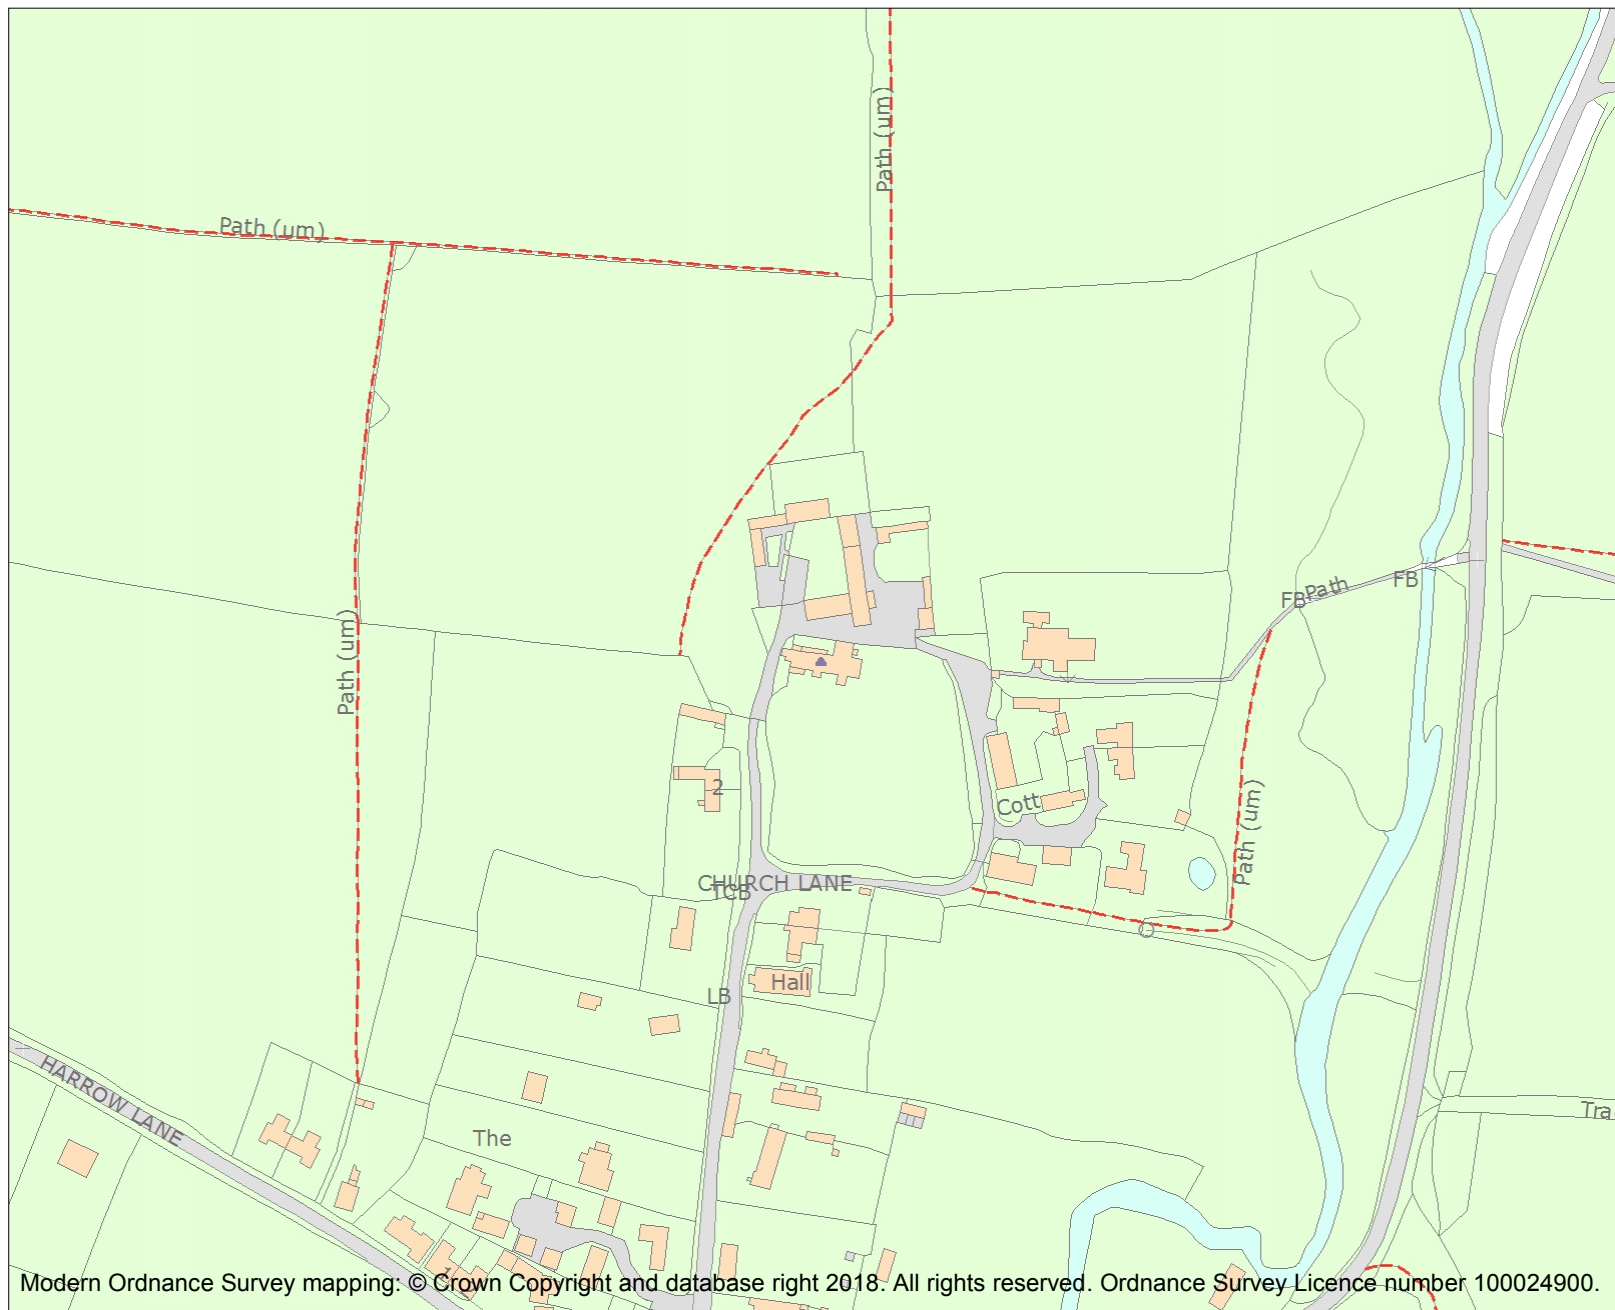 Path (um)
Path (um)
FB
Path
FB
Path (um)
2
Cott
Path (um)
CHURCH LANE
TCB
Hall
LB
HARROW LANE
The
Modern Ordnance Survey mapping: © Crown Copyright and database right 2018. All rights reserved. Ordnance Survey Licence number 100024900.